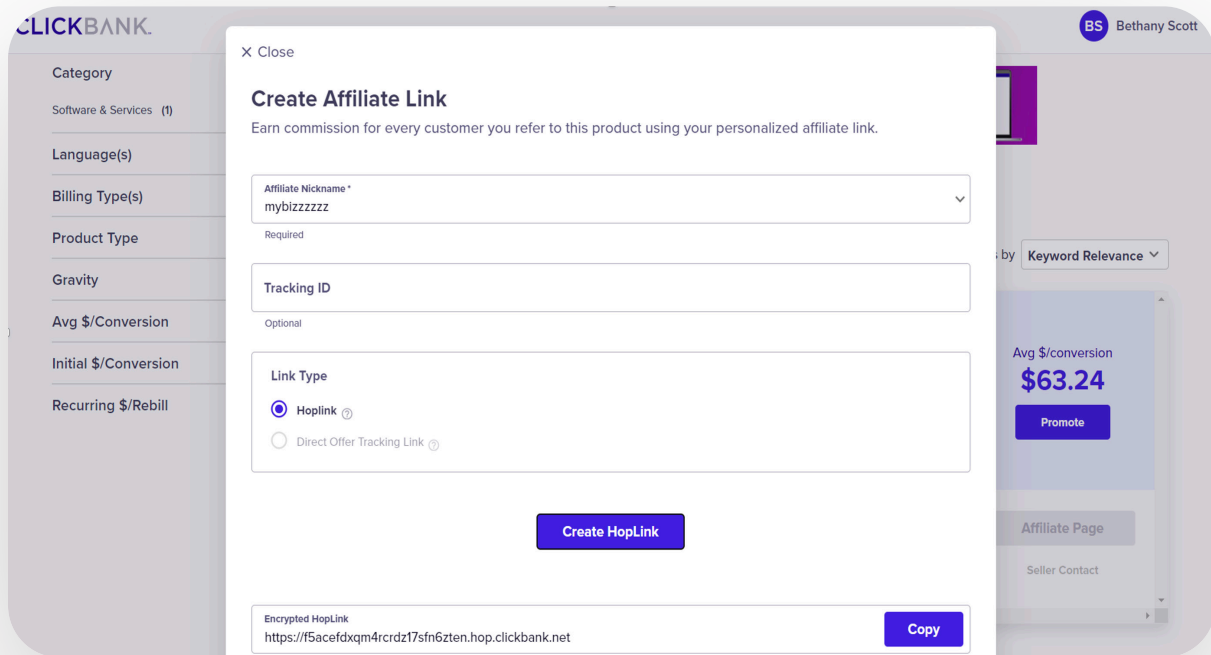 CLICKBANK.
BS Bethany Scott
Category
Software & Services (1)
Language(s)
Billing Type(s)
Product Type
Gravity
Avg $/Conversion
Initial $/Conversion
Recurring $/Rebill
Close
Create Affiliate Link
Earn commission for every customer you refer to this product using your personalized affiliate link.
Affiliate Nickname *
mybizzzzzz
Required
Tracking ID
Optional
Link Type
Hoplink ?
Direct Offer Tracking Link ?
Create HopLink
Encrypted HopLink
https://f5acefdxqm4rcrdz17sfn6zten.hop.clickbank.net
Copy
by Keyword Relevance
Avg $/conversion
$63.24
Promote
Affiliate Page
Seller Contact